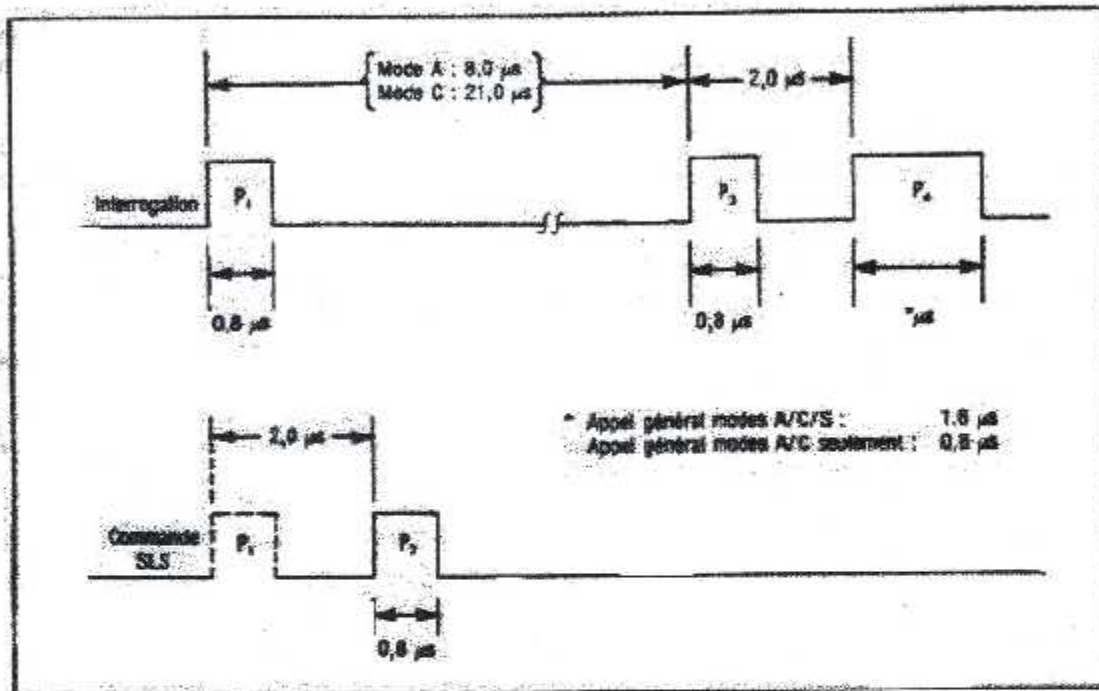 Mode A : 8,0 μs
Mode C : 21,0 μs
2,0 μs
Interrogation
P₁
P₃
P₄
0,8 μs
0,8 μs
*μs
2,0 μs
* Appel général modes A/C/S : 1.6 μs
Appel général modes A/C seulement : 0,8 μs
Commande
SLS
P₁
P₂
0,8 μs